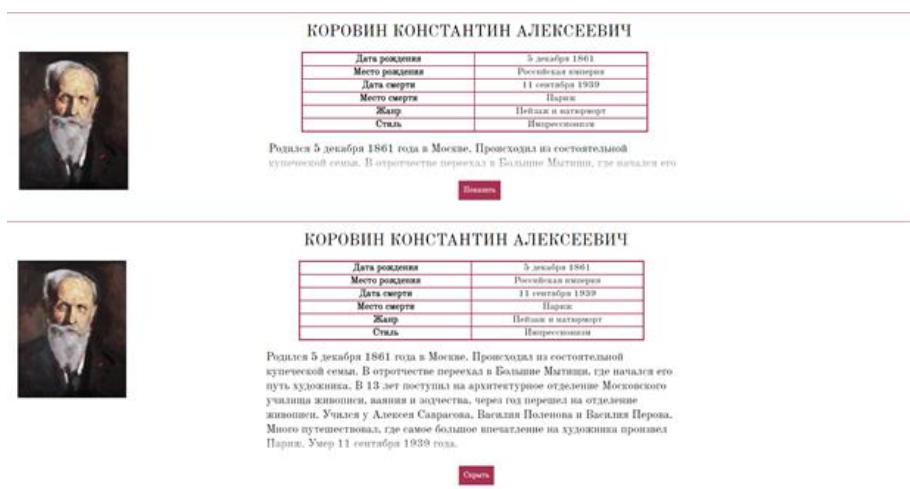 КОРОВИН КОНСТАНТИН АЛЕКСЕЕВИЧ
Дата рождения 5 декабря 1861
Место рождения Российская империя
Дата смерти 11 сентября 1939
Место смерти Париж
Жанр Пейзаж и натюрморт
Стиль Импрессионизм
Родился 5 декабря 1861 года в Москве. Происходил из состоятельной
купеческой семьи. В отротчестве переехал в Большие Мытищи, где начался его
Показать
КОРОВИН КОНСТАНТИН АЛЕКСЕЕВИЧ
Дата рождения 5 декабря 1861
Место рождения Российская империя
Дата смерти 11 сентября 1939
Место смерти Париж
Жанр Пейзаж и натюрморт
Стиль Импрессионизм
Родился 5 декабря 1861 года в Москве. Происходил из состоятельной
купеческой семьи. В отротчестве переехал в Большие Мытищи, где начался его
путь художника. В 13 лет поступил на архитектурное отделение Московского
училища живописи, ваяния и зодчества, через год перешел на отделение
живописи. Учился у Алексея Саврасова, Василия Поленова и Василия Перова.
Много путешествовал, где самое большое впечатление на художника произвел
Париж. Умер 11 сентября 1939 года.
Скрыть